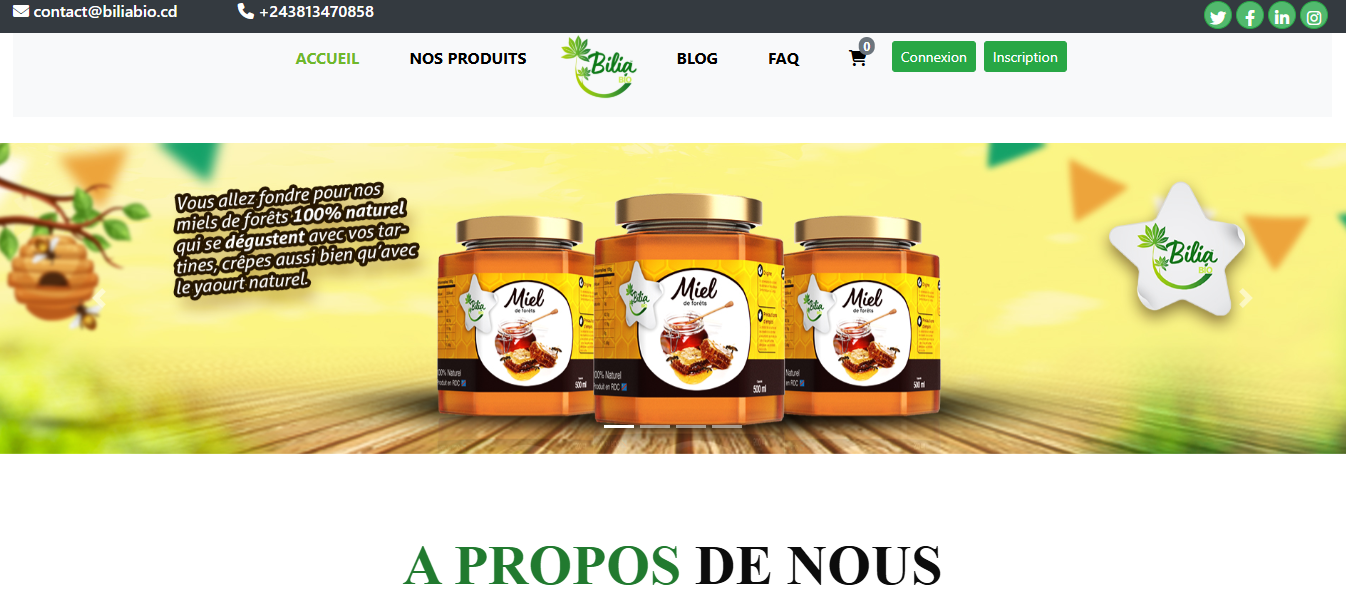 contact@biliabio.cd +243813470858
ACCUEIL NOS PRODUITS Bilia BIO BLOG FAQ 0 Connexion Inscription
Vous allez fondre pour nos
miels de forêts 100% naturel
qui se dégustent avec vos tar-
tines, crêpes aussi bien qu'avec
le yaourt naturel.
Bilia
BIO
Bilia
Miel
de forêts
100% Naturel
Produit en RDC
500 ml
Bilia
Miel
de forêts
100% Naturel
Produit en RDC
500 ml
Miel
de forêts
Naturel
Produit en RDC
500 ml
A PROPOS DE NOUS